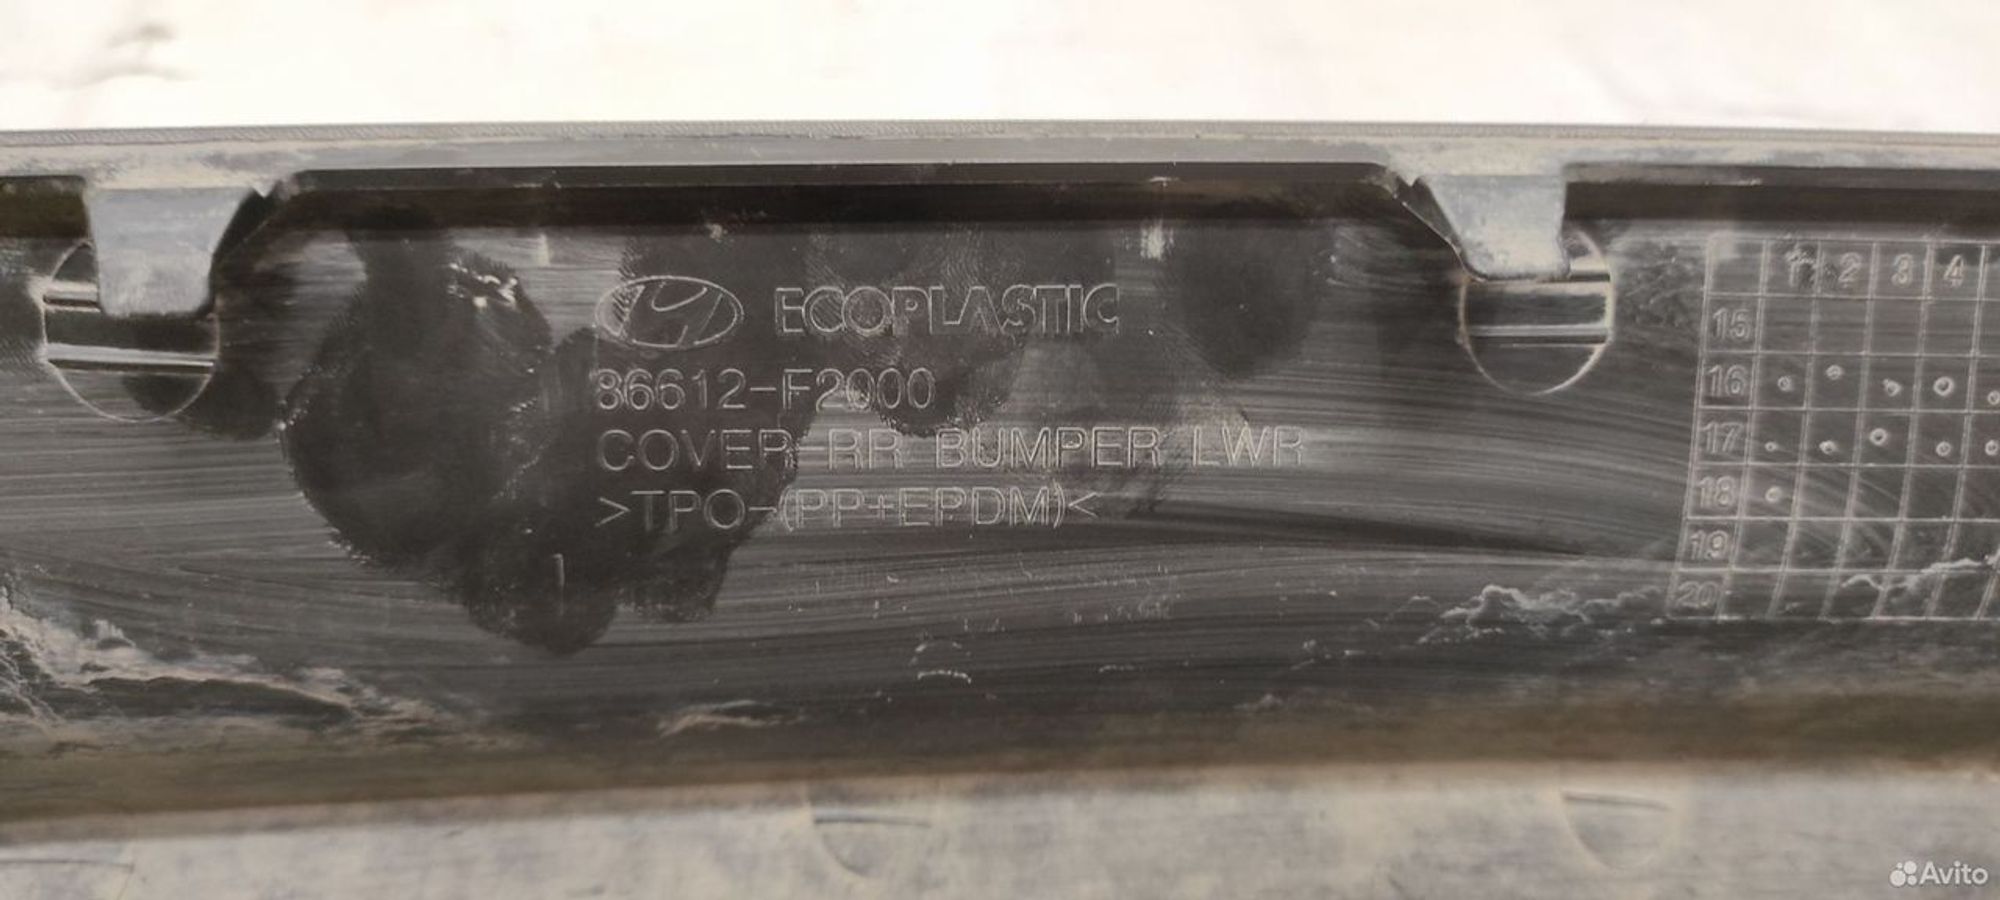 ECOPLASTIC
86612-F2000
COVER-RR BUMPER LWR
>TPO-(PP+EPDM)<
1 2 3 4
15
16
17
18
19
20
Avito